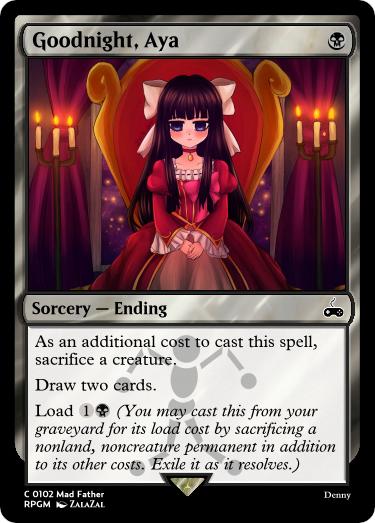 Goodnight, Aya
Sorcery — Ending
As an additional cost to cast this spell,
sacrifice a creature.
Draw two cards.
Load 1 (You may cast this from your
graveyard for its load cost by sacrificing a
nonland, noncreature permanent in addition
to its other costs. Exile it as it resolves.)
C 0102 Mad Father
Denny
RPGM ZalaZal